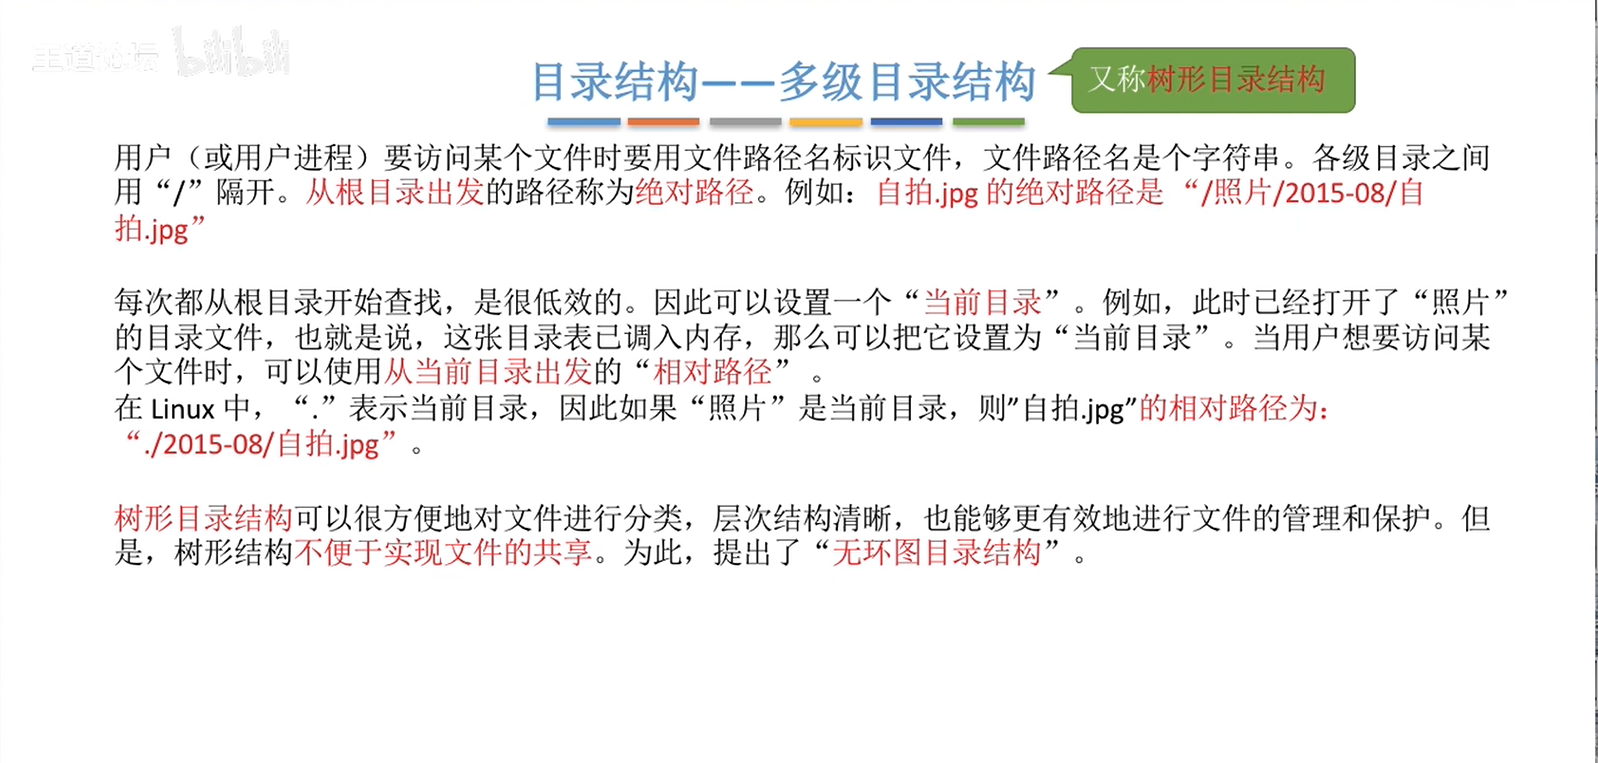 王道论坛 bilibili
目录结构——多级目录结构
又称树形目录结构
用户（或用户进程）要访问某个文件时要用文件路径名标识文件，文件路径名是个字符串。各级目录之间
用“/”隔开。从根目录出发的路径称为绝对路径。例如：自拍.jpg 的绝对路径是“/照片/2015-08/自
拍.jpg”
每次都从根目录开始查找，是很低效的。因此可以设置一个“当前目录”。例如，此时已经打开了“照片”
的目录文件，也就是说，这张目录表已调入内存，那么可以把它设置为“当前目录”。当用户想要访问某
个文件时，可以使用从当前目录出发的“相对路径” 。
在 Linux 中，“.”表示当前目录，因此如果“照片”是当前目录，则”自拍.jpg”的相对路径为：
“./2015-08/自拍.jpg”。
树形目录结构可以很方便地对文件进行分类，层次结构清晰，也能够更有效地进行文件的管理和保护。但
是，树形结构不便于实现文件的共享。为此，提出了“无环图目录结构”。